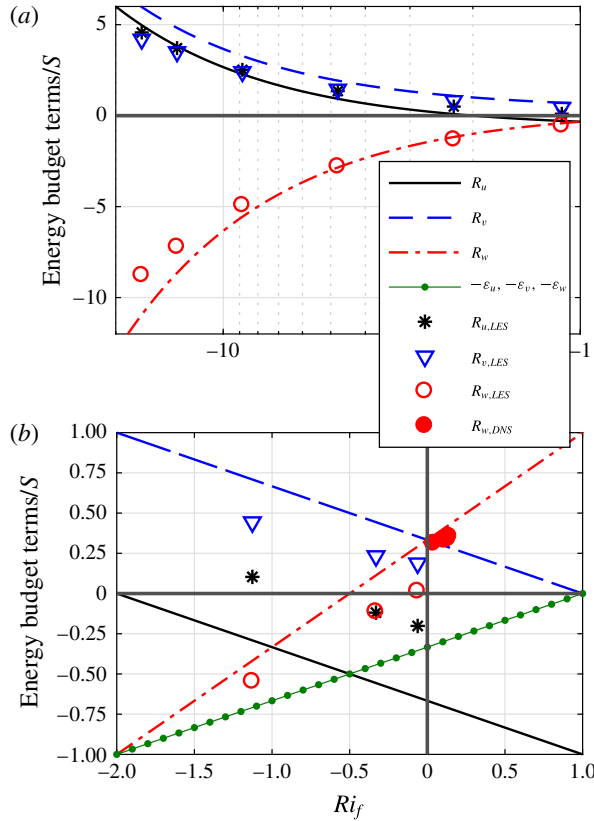 (a)
Energy budget terms/S
5
0
−5
−10
−10
−1
R_u
R_v
R_w
−ε_u, −ε_v, −ε_w
R_u,LES
R_v,LES
R_w,LES
R_w,DNS
(b)
Energy budget terms/S
1.00
0.75
0.50
0.25
0
−0.25
−0.50
−0.75
−1.00
−2.0 −1.5 −1.0 −0.5 0 0.5 1.0
Ri_f